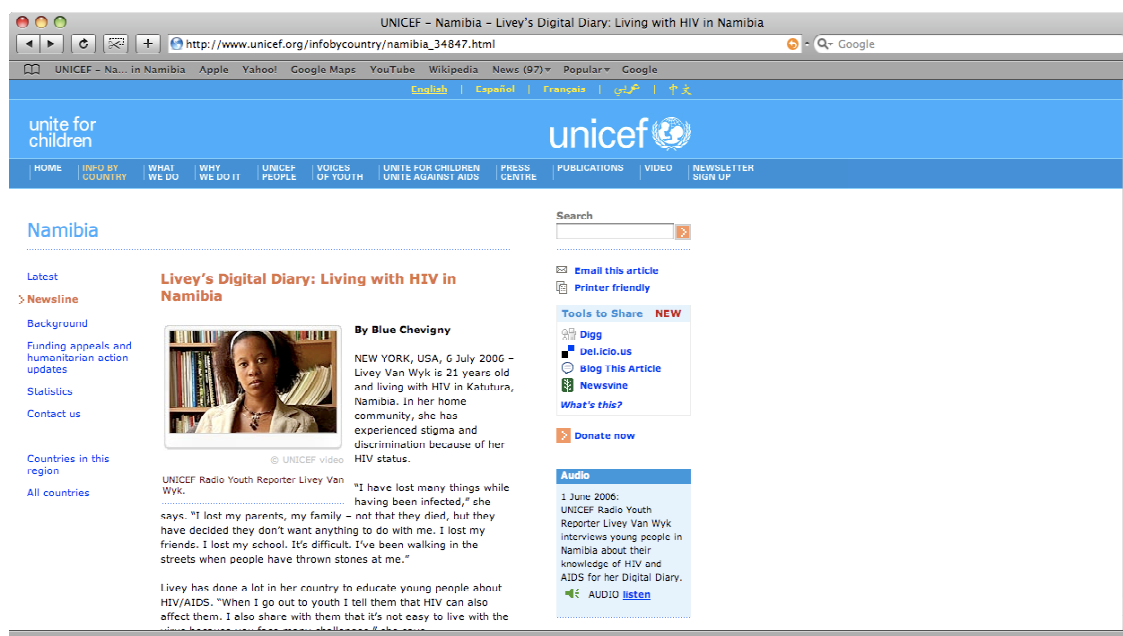 UNICEF – Namibia – Livey's Digital Diary: Living with HIV in Namibia
http://www.unicef.org/infobycountry/namibia_34847.html
Google
UNICEF – Na... in Namibia Apple Yahoo! Google Maps YouTube Wikipedia News (97) Popular Google
English | Español | Français | عربي | 中文
unite for
children
unicef
HOME
INFO BY
COUNTRY
WHAT
WE DO
WHY
WE DO IT
UNICEF
PEOPLE
VOICES
OF YOUTH
UNITE FOR CHILDREN
UNITE AGAINST AIDS
PRESS
CENTRE
PUBLICATIONS
VIDEO
NEWSLETTER
SIGN UP
Namibia
Latest
Newsline
Background
Funding appeals and
humanitarian action
updates
Statistics
Contact us
Countries in this
region
All countries
Livey's Digital Diary: Living with HIV in
Namibia
© UNICEF video
UNICEF Radio Youth Reporter Livey Van
Wyk.
By Blue Chevigny
NEW YORK, USA, 6 July 2006 –
Livey Van Wyk is 21 years old
and living with HIV in Katutura,
Namibia. In her home
community, she has
experienced stigma and
discrimination because of her
HIV status.
“I have lost many things while
having been infected,” she
says. “I lost my parents, my family – not that they died, but they
have decided they don’t want anything to do with me. I lost my
friends. I lost my school. It’s difficult. I’ve been walking in the
streets when people have thrown stones at me.”
Livey has done a lot in her country to educate young people about
HIV/AIDS. “When I go out to youth I tell them that HIV can also
affect them. I also share with them that it’s not easy to live with the
virus because you face many challenges,” she says.
Search
Email this article
Printer friendly
Tools to Share NEW
Digg
Del.icio.us
Blog This Article
Newsvine
What's this?
Donate now
Audio
1 June 2006:
UNICEF Radio Youth
Reporter Livey Van Wyk
interviews young people in
Namibia about their
knowledge of HIV and
AIDS for her Digital Diary.
AUDIO listen